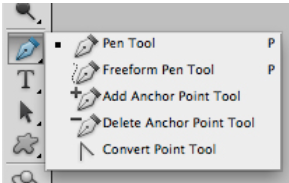 Pen Tool P
Freeform Pen Tool P
Add Anchor Point Tool
Delete Anchor Point Tool
T
Convert Point Tool